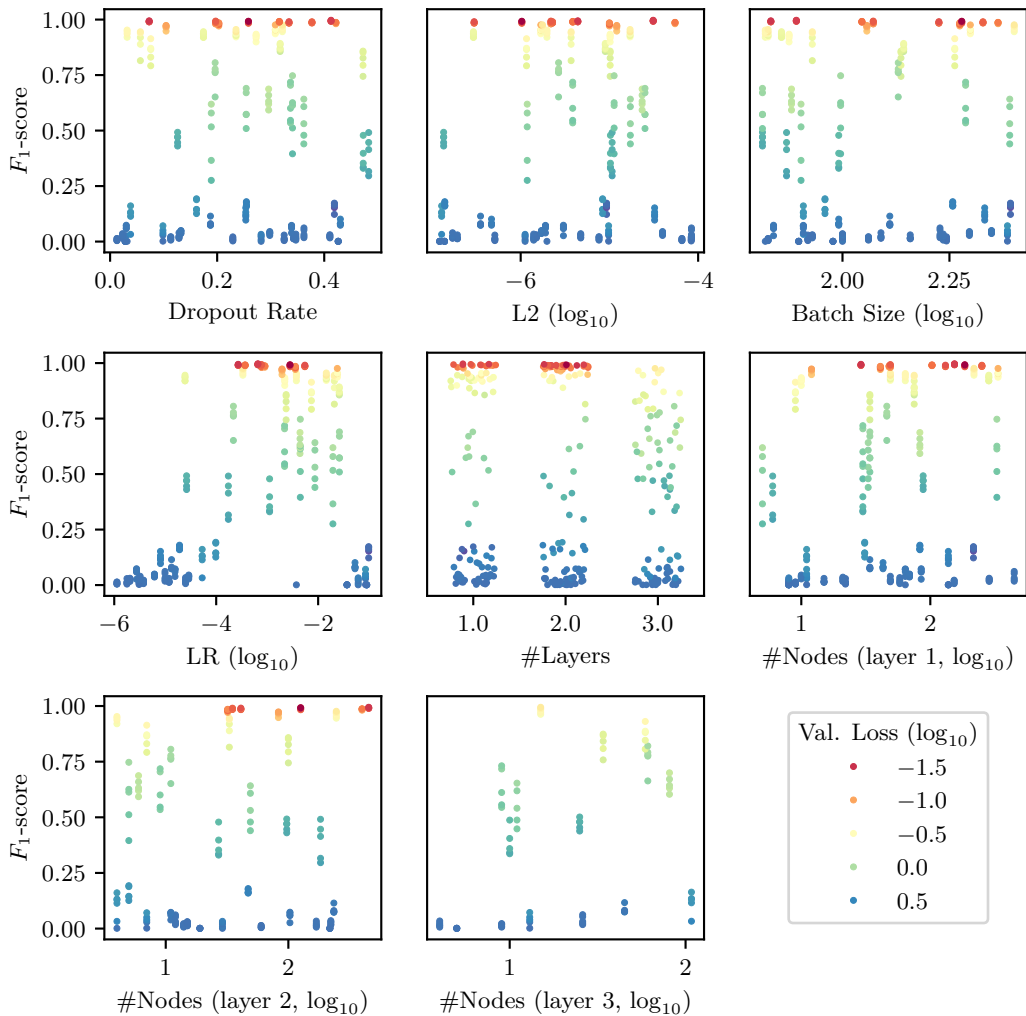 1.00
0.75
0.50
0.25
0.00
F₁-score
0.0 0.2 0.4
Dropout Rate
−6 −4
L2 (log₁₀)
2.00 2.25
Batch Size (log₁₀)
1.00
0.75
0.50
0.25
0.00
F₁-score
−6 −4 −2
LR (log₁₀)
1.0 2.0 3.0
#Layers
1 2
#Nodes (layer 1, log₁₀)
1.00
0.75
0.50
0.25
0.00
F₁-score
1 2
#Nodes (layer 2, log₁₀)
1 2
#Nodes (layer 3, log₁₀)
Val. Loss (log₁₀)
−1.5
−1.0
−0.5
0.0
0.5